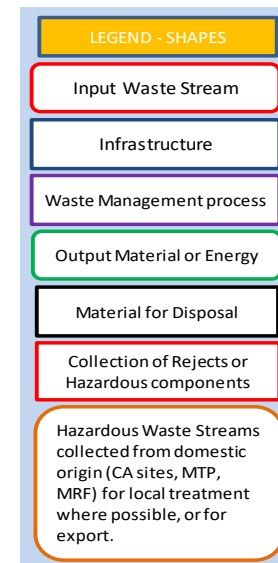 LEGEND - SHAPES
Input Waste Stream
Infrastructure
Waste Management process
Output Material or Energy
Material for Disposal
Collection of Rejects or
Hazardous components
Hazardous Waste Streams
collected from domestic
origin (CA sites, MTP,
MRF) for local treatment
where possible, or for
export.